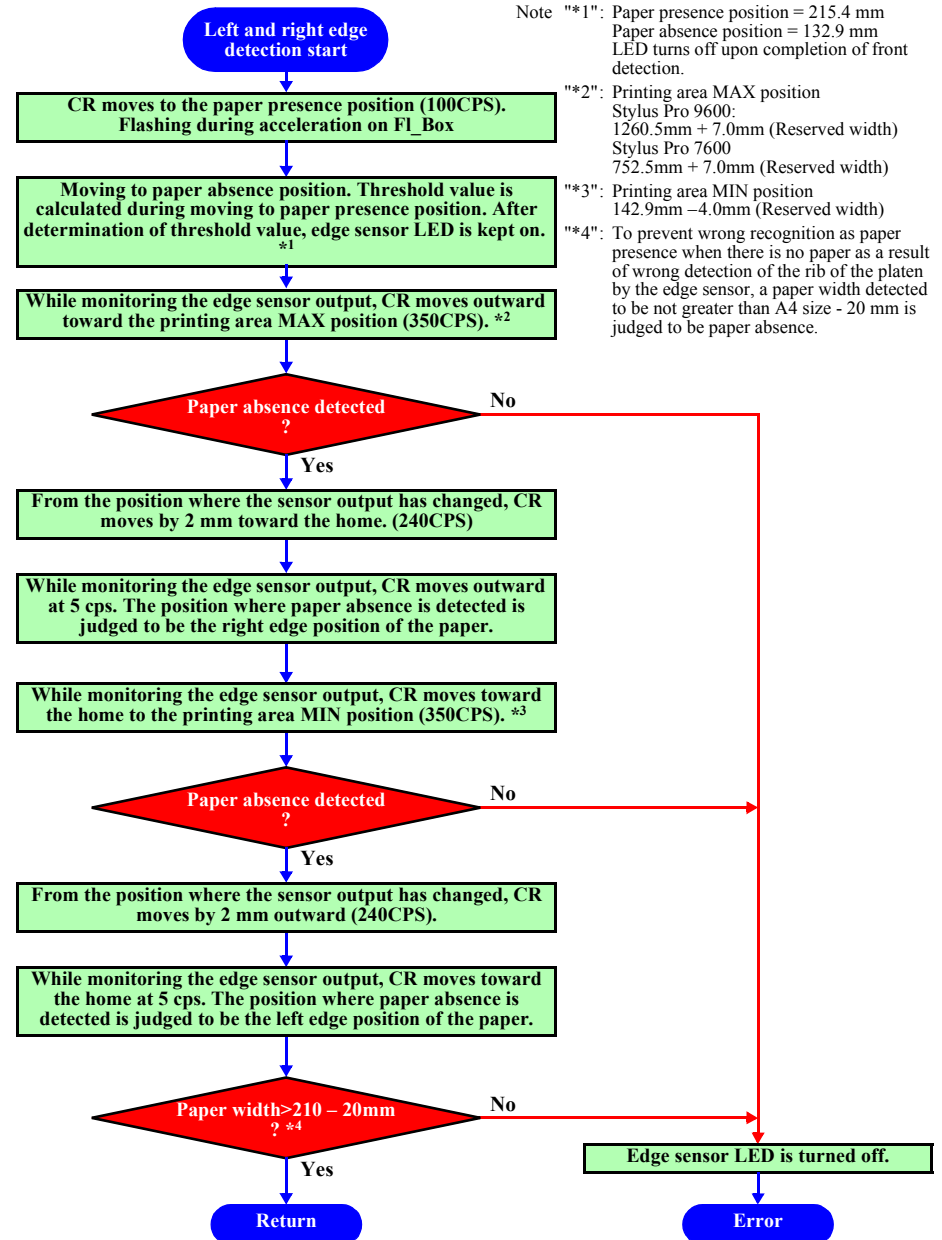 Left and right edge
detection start
CR moves to the paper presence position (100CPS).
Flashing during acceleration on Fl_Box
Moving to paper absence position. Threshold value is
calculated during moving to paper presence position. After
determination of threshold value, edge sensor LED is kept on.
*1
While monitoring the edge sensor output, CR moves outward
toward the printing area MAX position (350CPS). *2
Paper absence detected
?
No
Yes
From the position where the sensor output has changed, CR
moves by 2 mm toward the home. (240CPS)
While monitoring the edge sensor output, CR moves outward
at 5 cps. The position where paper absence is detected is
judged to be the right edge position of the paper.
While monitoring the edge sensor output, CR moves toward
the home to the printing area MIN position (350CPS). *3
Paper absence detected
?
No
Yes
From the position where the sensor output has changed, CR
moves by 2 mm outward (240CPS).
While monitoring the edge sensor output, CR moves toward
the home at 5 cps. The position where paper absence is
detected is judged to be the left edge position of the paper.
Paper width>210 – 20mm
? *4
No
Yes
Return
Edge sensor LED is turned off.
Error
Note "*1": Paper presence position = 215.4 mm
Paper absence position = 132.9 mm
LED turns off upon completion of front
detection.
"*2": Printing area MAX position
Stylus Pro 9600:
1260.5mm + 7.0mm (Reserved width)
Stylus Pro 7600
752.5mm + 7.0mm (Reserved width)
"*3": Printing area MIN position
142.9mm –4.0mm (Reserved width)
"*4": To prevent wrong recognition as paper
presence when there is no paper as a result
of wrong detection of the rib of the platen
by the edge sensor, a paper width detected
to be not greater than A4 size - 20 mm is
judged to be paper absence.